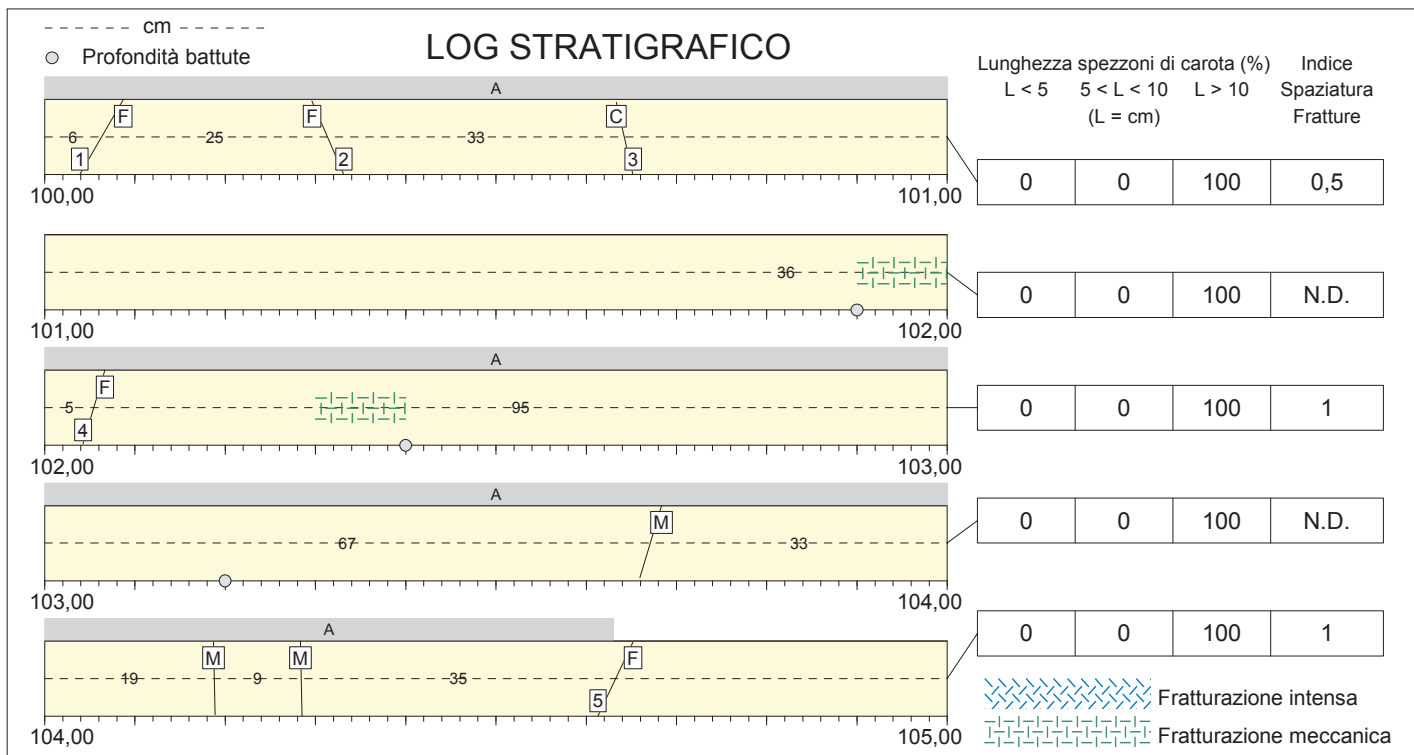 cm
Profondità battute
LOG STRATIGRAFICO
Lunghezza spezzoni di carota (%) Indice
L < 5 5 < L < 10 L > 10 Spaziatura
(L = cm) Fratture
A
F F C
6 25 33
1 2 3
100,00 101,00
0 0 100 0,5
36
101,00 102,00
0 0 100 N.D.
A
F
5 95
4
102,00 103,00
0 0 100 1
A
M
67 33
103,00 104,00
0 0 100 N.D.
A
M M F
19 9 35
5
104,00 105,00
0 0 100 1
Fratturazione intensa
Fratturazione meccanica